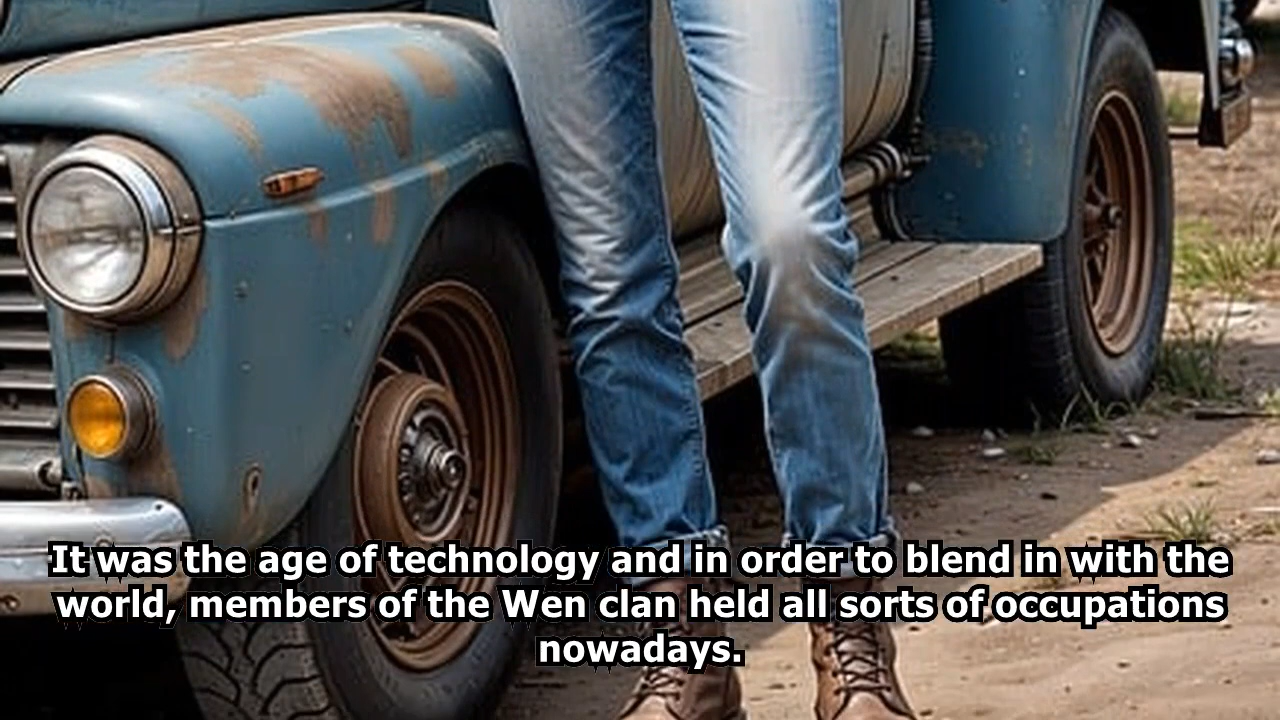 It was the age of technology and in order to blend in with the
world, members of the Wen clan held all sorts of occupations
nowadays.